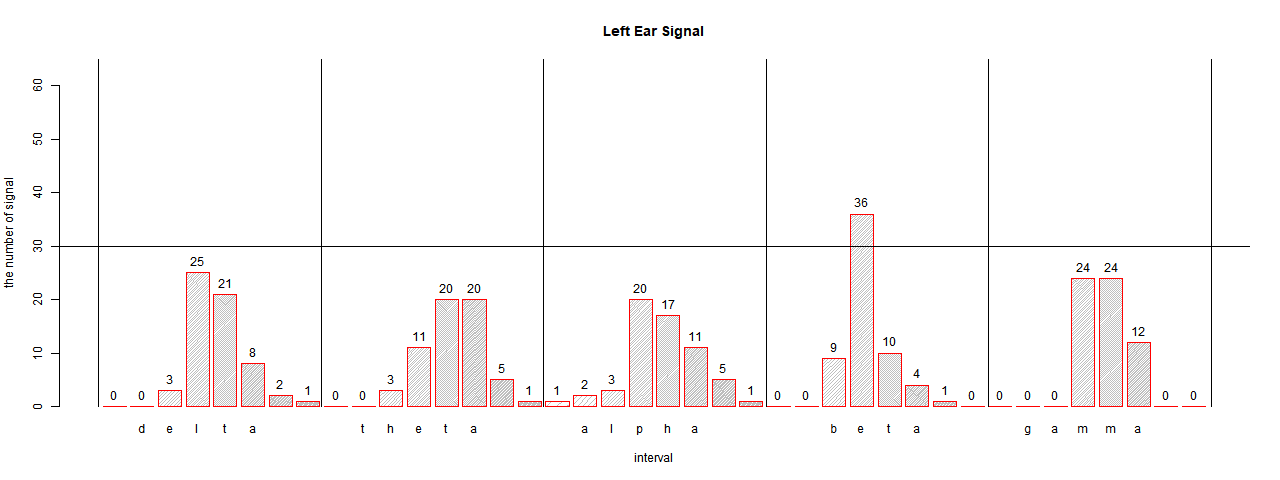 Left Ear Signal
the number of signal
60
50
40
30
20
10
0
0 0 3 25 21 8 2 1
0 0 3 11 20 20 5 1
1 2 3 20 17 11 5 1
0 0 9 36 10 4 1 0
0 0 0 24 24 12 0 0
d e l t a t h e t a a l p h a b e t a g a m m a
interval